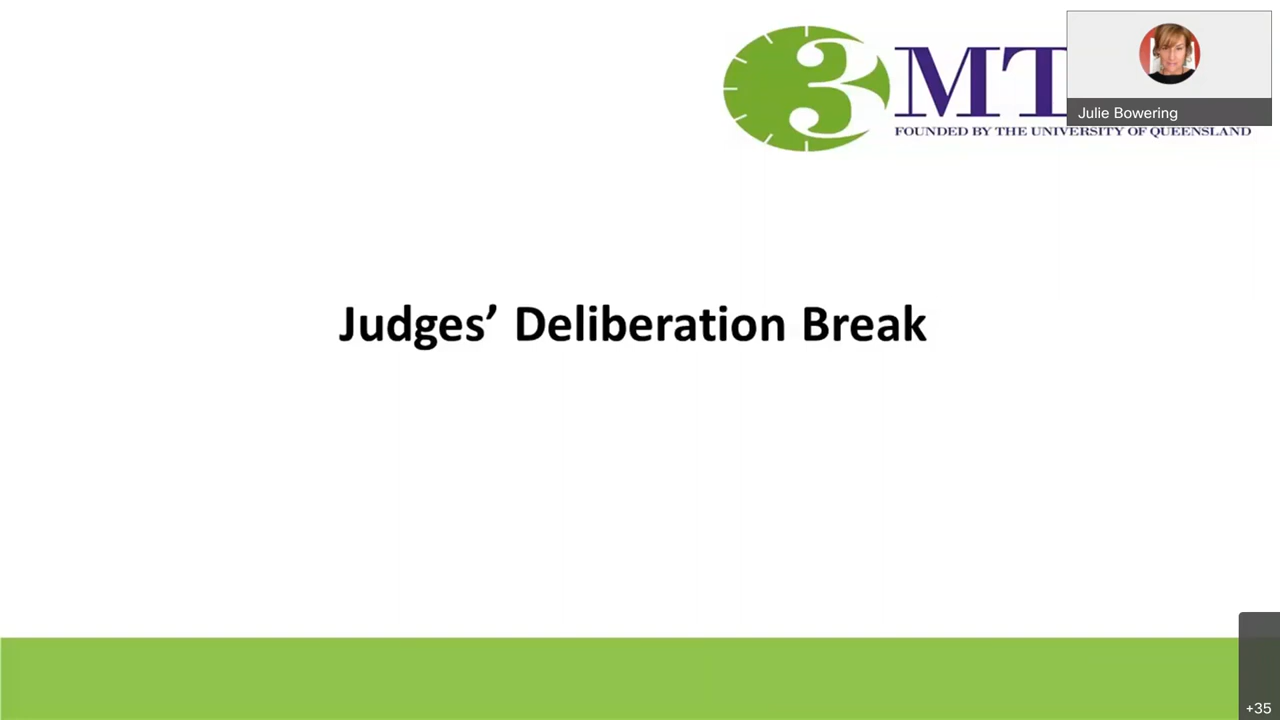 3MT
Julie Bowering
FOUNDED BY THE UNIVERSITY OF QUEENSLAND
Judges’ Deliberation Break
+35